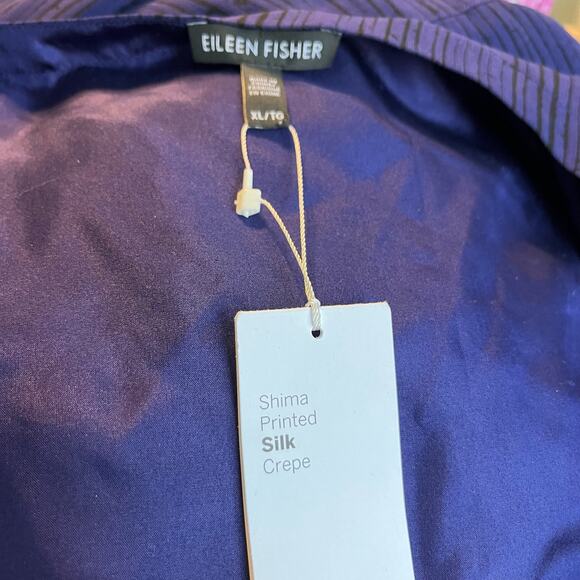 EILEEN FISHER
XL/TG
Shima
Printed
Silk
Crepe